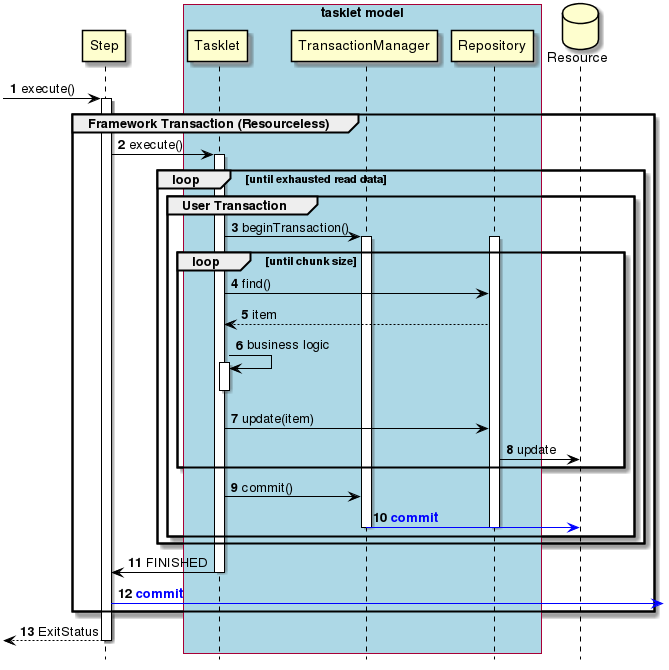 tasklet model
Step
Tasklet
TransactionManager
Repository
Resource
1 execute()
Framework Transaction (Resourceless)
2 execute()
loop [until exhausted read data]
User Transaction
3 beginTransaction()
loop [until chunk size]
4 find()
5 item
6 business logic
7 update(item)
8 update
9 commit()
10 commit
11 FINISHED
12 commit
13 ExitStatus